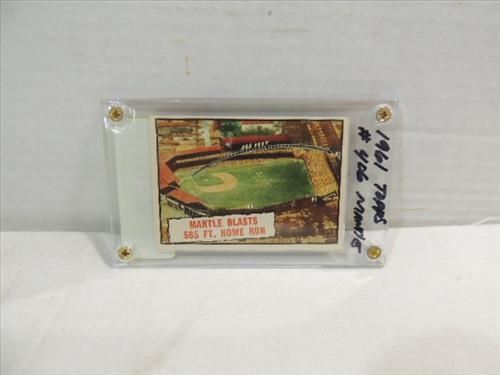 MANTLE BLASTS
565 FT. HOME RUN
1961 TOPPS
# 406 MANTLE